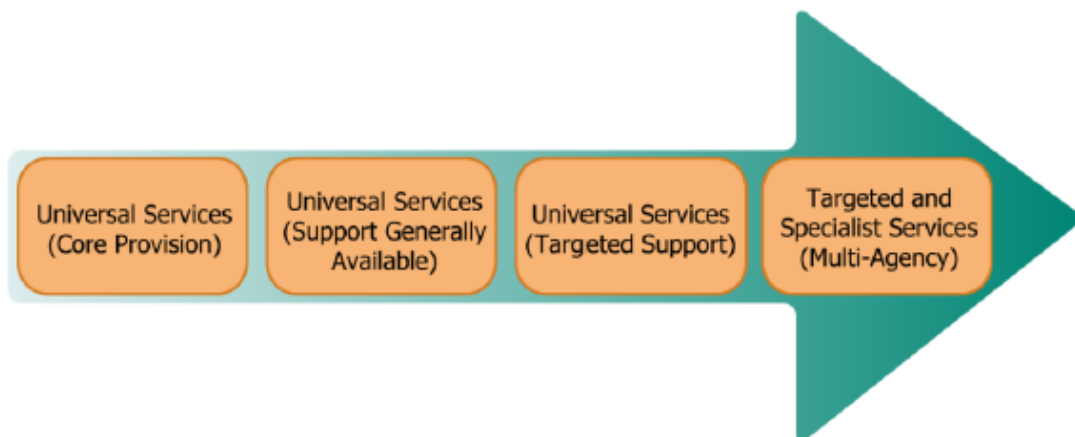 Universal Services
(Core Provision)
Universal Services
(Support Generally
Available)
Universal Services
(Targeted Support)
Targeted and
Specialist Services
(Multi-Agency)